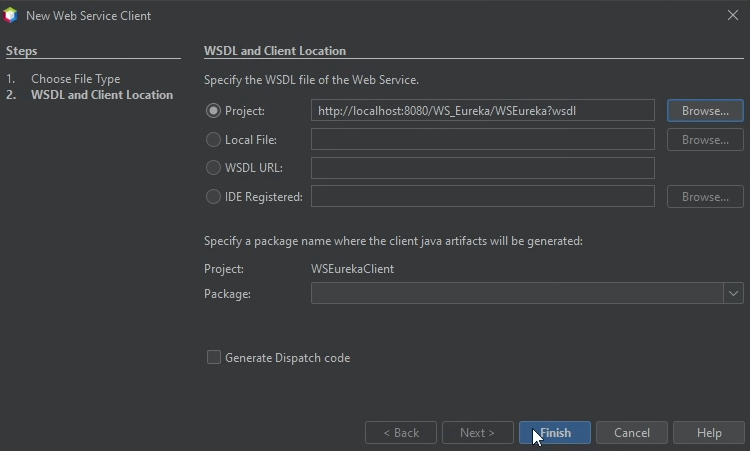 New Web Service Client
Steps
1. Choose File Type
2. WSDL and Client Location
WSDL and Client Location
Specify the WSDL file of the Web Service.
Project: http://localhost:8080/WS_Eureka/WSEureka?wsdl Browse...
Local File: Browse...
WSDL URL:
IDE Registered: Browse...
Specify a package name where the client java artifacts will be generated:
Project: WSEurekaClient
Package:
Generate Dispatch code
< Back Next > Finish Cancel Help